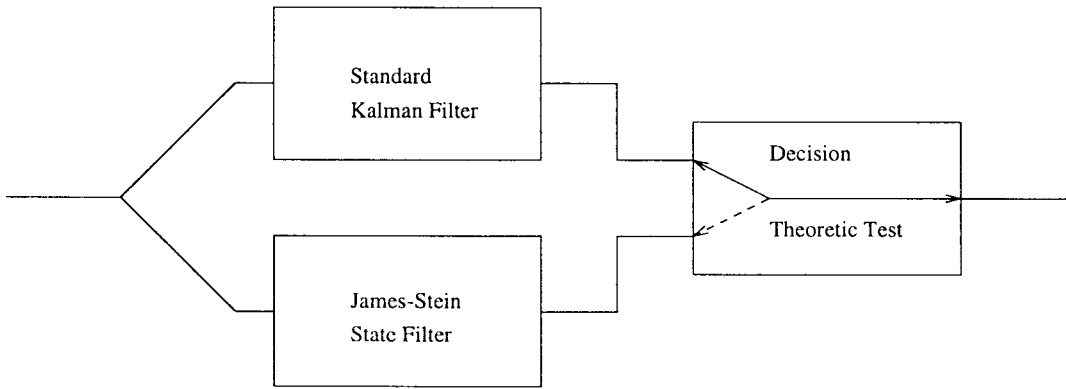 Standard
Kalman Filter
Decision
Theoretic Test
James-Stein
State Filter